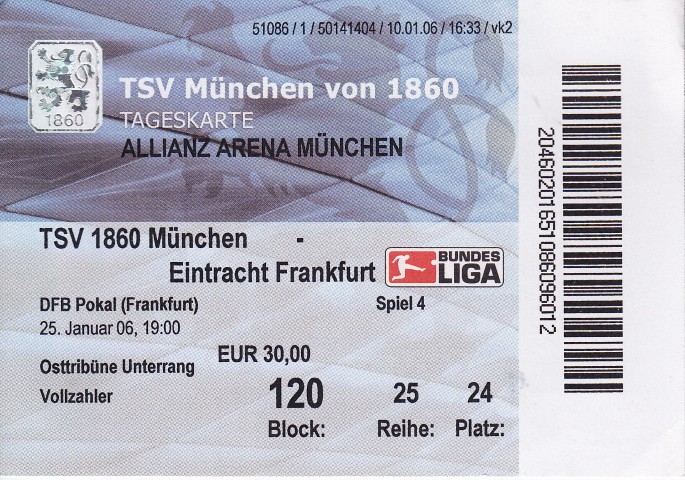 51086 / 1 / 50141404 / 10.01.06 / 16:33 / vk2
1860
TSV München von 1860
TAGESKARTE
ALLIANZ ARENA MÜNCHEN
TSV 1860 München -
Eintracht Frankfurt
BUNDES
LIGA
DFB Pokal (Frankfurt) Spiel 4
25. Januar 06, 19:00
Osttribüne Unterrang EUR 30,00
Vollzahler 120 25 24
Block: Reihe: Platz:
204602016510860960​12